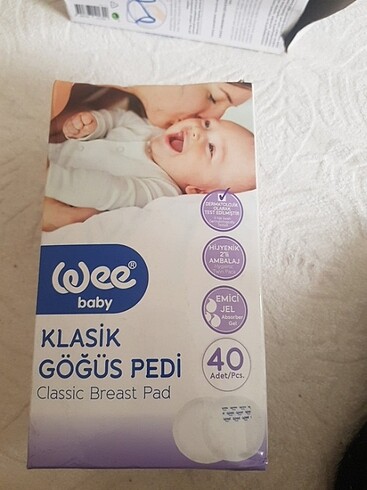 DERMATOLOJİK
OLARAK
TEST EDİLMİŞTİR
HİJYENİK
2'Lİ
AMBALAJ
EMİCİ
JEL
Absorber
Gel
Wee®
baby
KLASİK
GÖĞÜS PEDİ
Classic Breast Pad
40
Adet/Pcs.